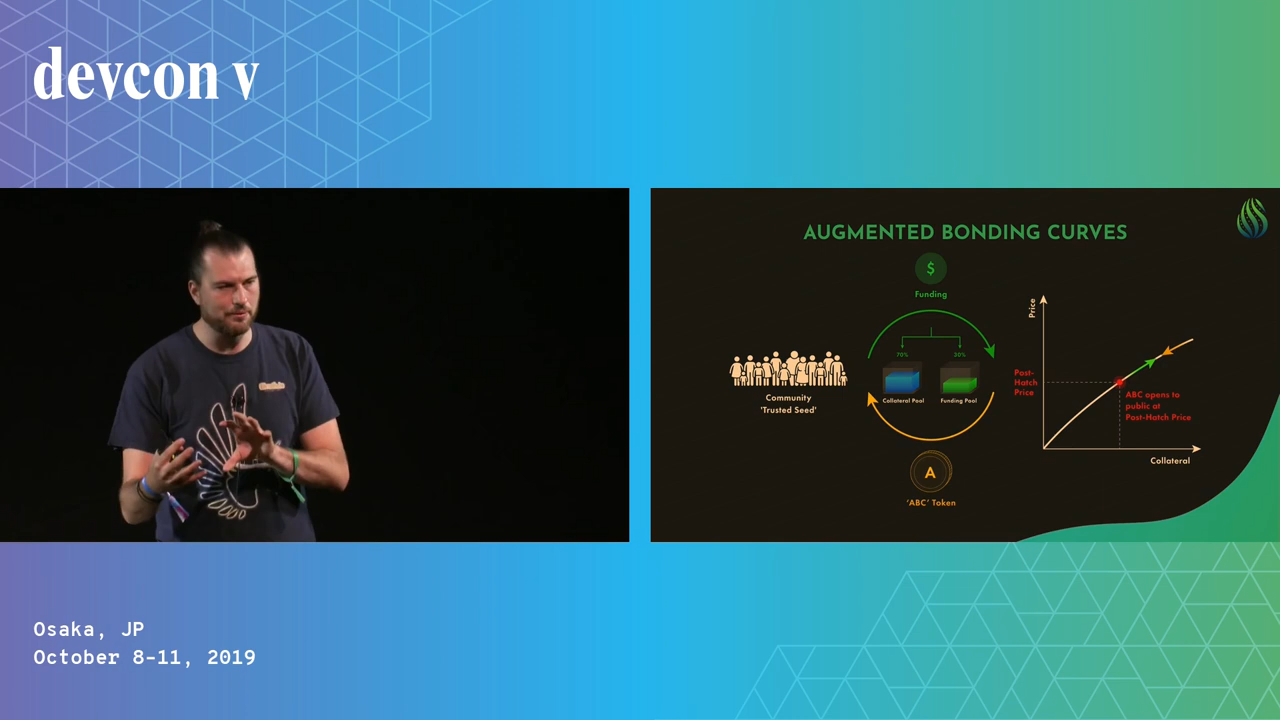 devcon v
AUGMENTED BONDING CURVES
$
Funding
70%
30%
Collateral Pool
Funding Pool
Community
'Trusted Seed'
A
'ABC' Token
Price
Post-
Hatch
Price
ABC opens to
public at
Post-Hatch Price
Collateral
Osaka, JP
October 8-11, 2019